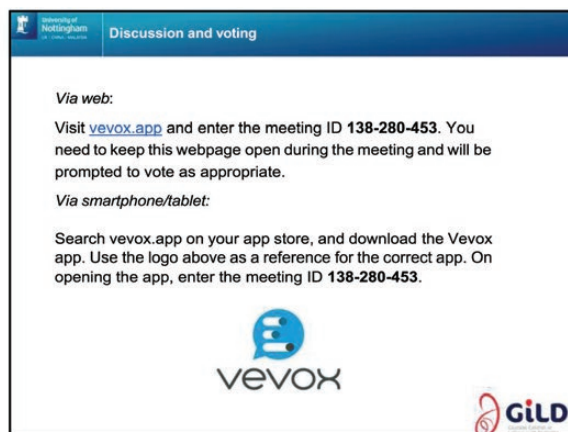 University of
Nottingham
UK | CHINA | MALAYSIA
Discussion and voting
Via web:
Visit vevox.app and enter the meeting ID 138-280-453. You
need to keep this webpage open during the meeting and will be
prompted to vote as appropriate.
Via smartphone/tablet:
Search vevox.app on your app store, and download the Vevox
app. Use the logo above as a reference for the correct app. On
opening the app, enter the meeting ID 138-280-453.
vevox
GiLD